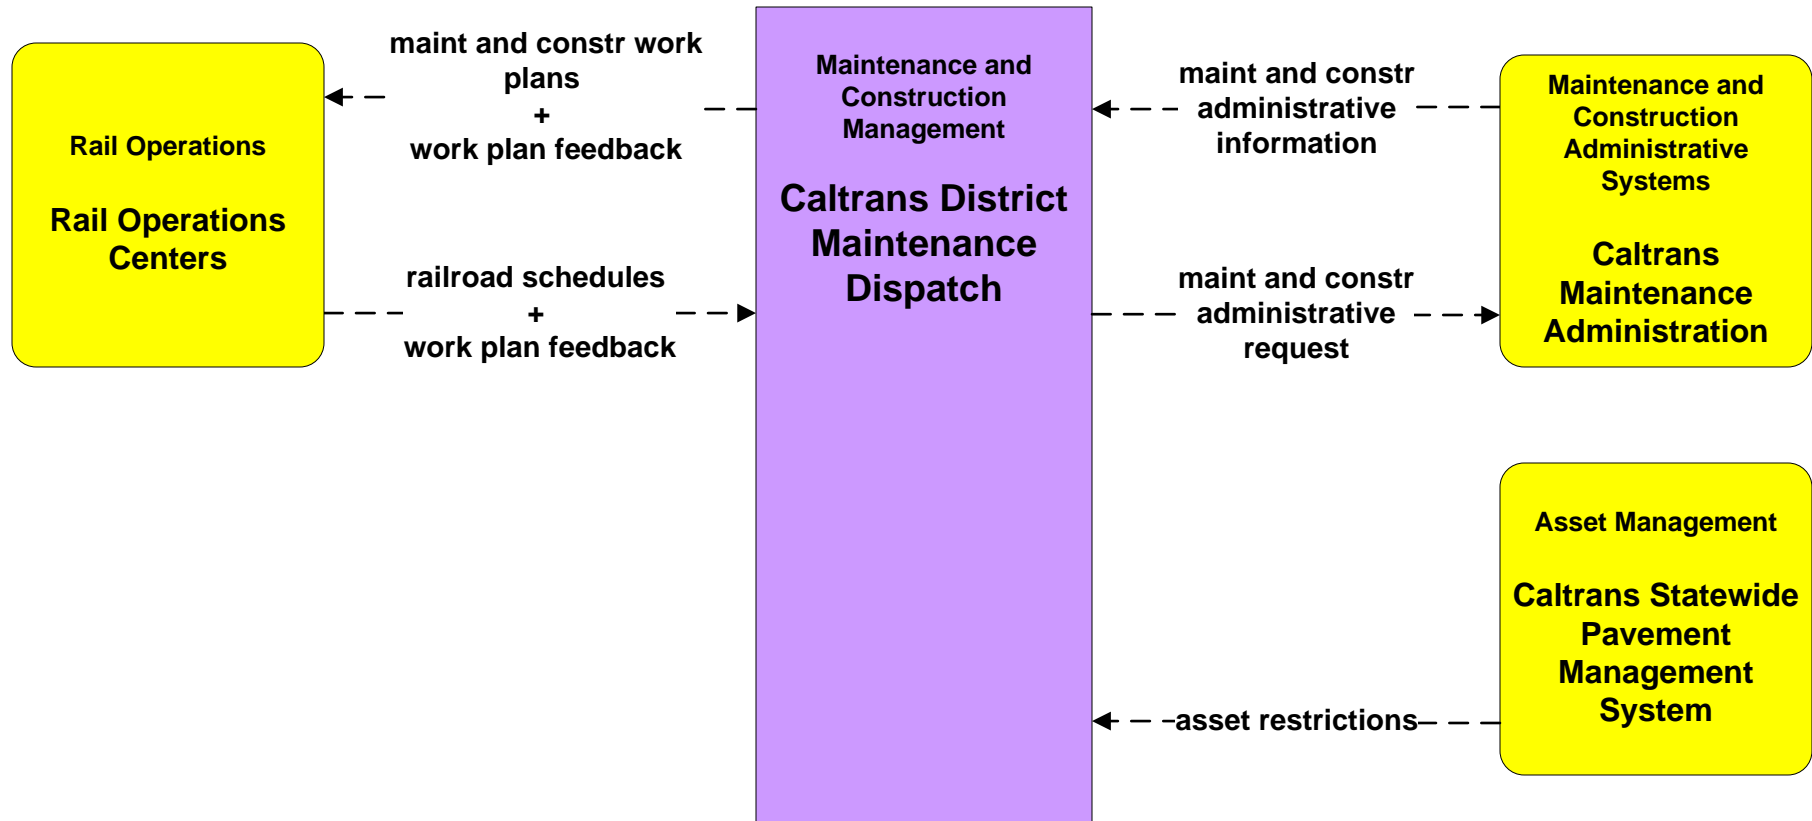 Rail Operations
Rail Operations
Centers
maint and constr work
plans
+
work plan feedback
railroad schedules
+
work plan feedback
Maintenance and
Construction
Management
Caltrans District
Maintenance
Dispatch
maint and constr
administrative
information
maint and constr
administrative
request
Maintenance and
Construction
Administrative
Systems
Caltrans
Maintenance
Administration
asset restrictions
Asset Management
Caltrans Statewide
Pavement
Management
System